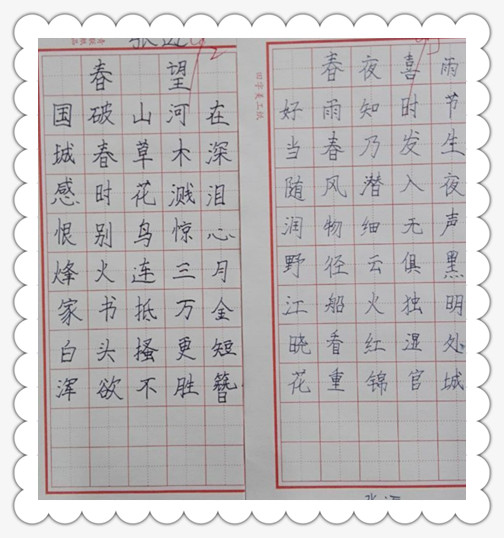 春望
国破山河在
城春草木深
感时花溅泪
恨别鸟惊心
烽火连三月
家书抵万金
白头搔更短
浑欲不胜簪
春夜喜雨
好雨知时节
当春乃发生
随风潜入夜
润物细无声
野径云俱黑
江船火独明
晓看红湿处
花重锦官城